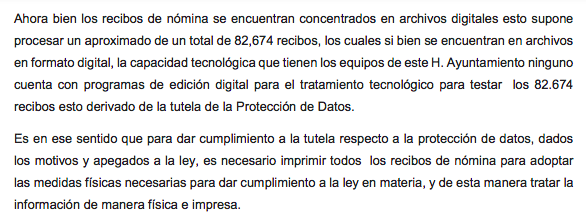 Ahora bien los recibos de nómina se encuentran concentrados en archivos digitales esto supone
procesar un aproximado de un total de 82,674 recibos, los cuales si bien se encuentran en archivos
en formato digital, la capacidad tecnológica que tienen los equipos de este H. Ayuntamiento ninguno
cuenta con programas de edición digital para el tratamiento tecnológico para testar los 82.674
recibos esto derivado de la tutela de la Protección de Datos.
Es en ese sentido que para dar cumplimiento a la tutela respecto a la protección de datos, dados
los motivos y apegados a la ley, es necesario imprimir todos los recibos de nómina para adoptar
las medidas físicas necesarias para dar cumplimiento a la ley en materia, y de esta manera tratar la
información de manera física e impresa.